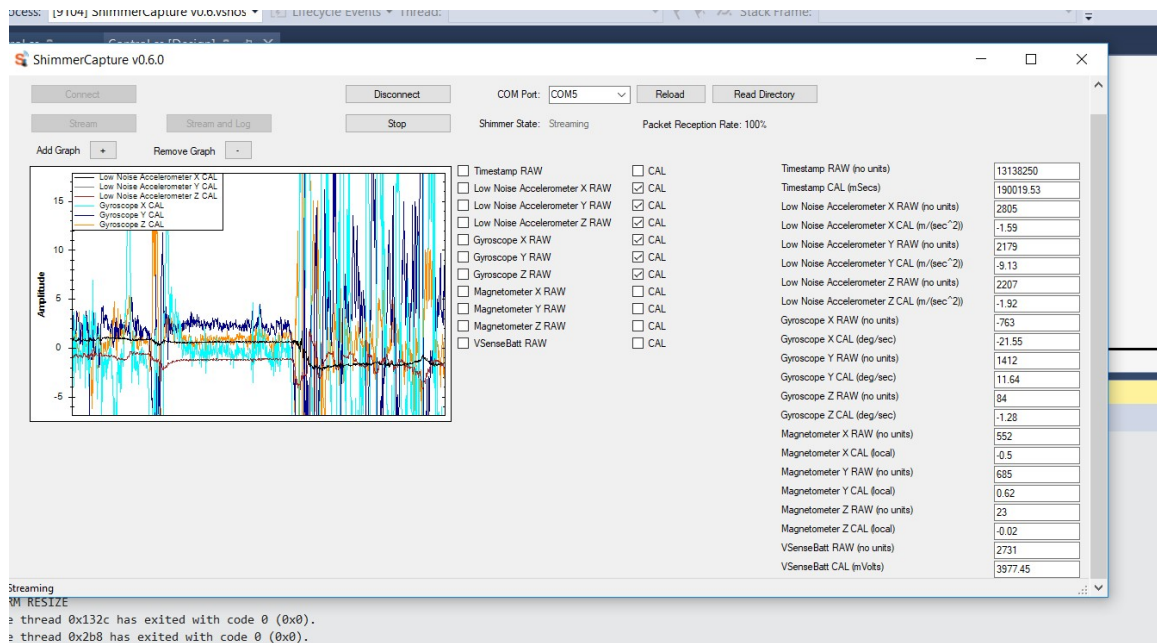 [9104] ShimmerCapture v0.6.vshos Lifecycle Events Thread: Stack Frame:
ShimmerCapture v0.6.0
Connect Disconnect COM Port: COM5 Reload Read Directory
Stream Stream and Log Stop Shimmer State: Streaming Packet Reception Rate: 100%
Add Graph + Remove Graph -
Low Noise Accelerometer X CAL
Low Noise Accelerometer Y CAL
Low Noise Accelerometer Z CAL
Gyroscope X CAL
Gyroscope Y CAL
Gyroscope Z CAL
15
10
5
0
-5
Amplitude
Timestamp RAW CAL
Low Noise Accelerometer X RAW CAL
Low Noise Accelerometer Y RAW CAL
Low Noise Accelerometer Z RAW CAL
Gyroscope X RAW CAL
Gyroscope Y RAW CAL
Gyroscope Z RAW CAL
Magnetometer X RAW CAL
Magnetometer Y RAW CAL
Magnetometer Z RAW CAL
VSenseBatt RAW CAL
Timestamp RAW (no units) 13138250
Timestamp CAL (mSecs) 190019.53
Low Noise Accelerometer X RAW (no units) 2805
Low Noise Accelerometer X CAL (m/(sec^2)) -1.59
Low Noise Accelerometer Y RAW (no units) 2179
Low Noise Accelerometer Y CAL (m/(sec^2)) -9.13
Low Noise Accelerometer Z RAW (no units) 2207
Low Noise Accelerometer Z CAL (m/(sec^2)) -1.92
Gyroscope X RAW (no units) -763
Gyroscope X CAL (deg/sec) -21.55
Gyroscope Y RAW (no units) 1412
Gyroscope Y CAL (deg/sec) 11.64
Gyroscope Z RAW (no units) 84
Gyroscope Z CAL (deg/sec) -1.28
Magnetometer X RAW (no units) 552
Magnetometer X CAL (local) -0.5
Magnetometer Y RAW (no units) 685
Magnetometer Y CAL (local) 0.62
Magnetometer Z RAW (no units) 23
Magnetometer Z CAL (local) -0.02
VSenseBatt RAW (no units) 2731
VSenseBatt CAL (mVolts) 3977.45
Streaming
RM RESIZE
e thread 0x132c has exited with code 0 (0x0).
e thread 0x2b8 has exited with code 0 (0x0).